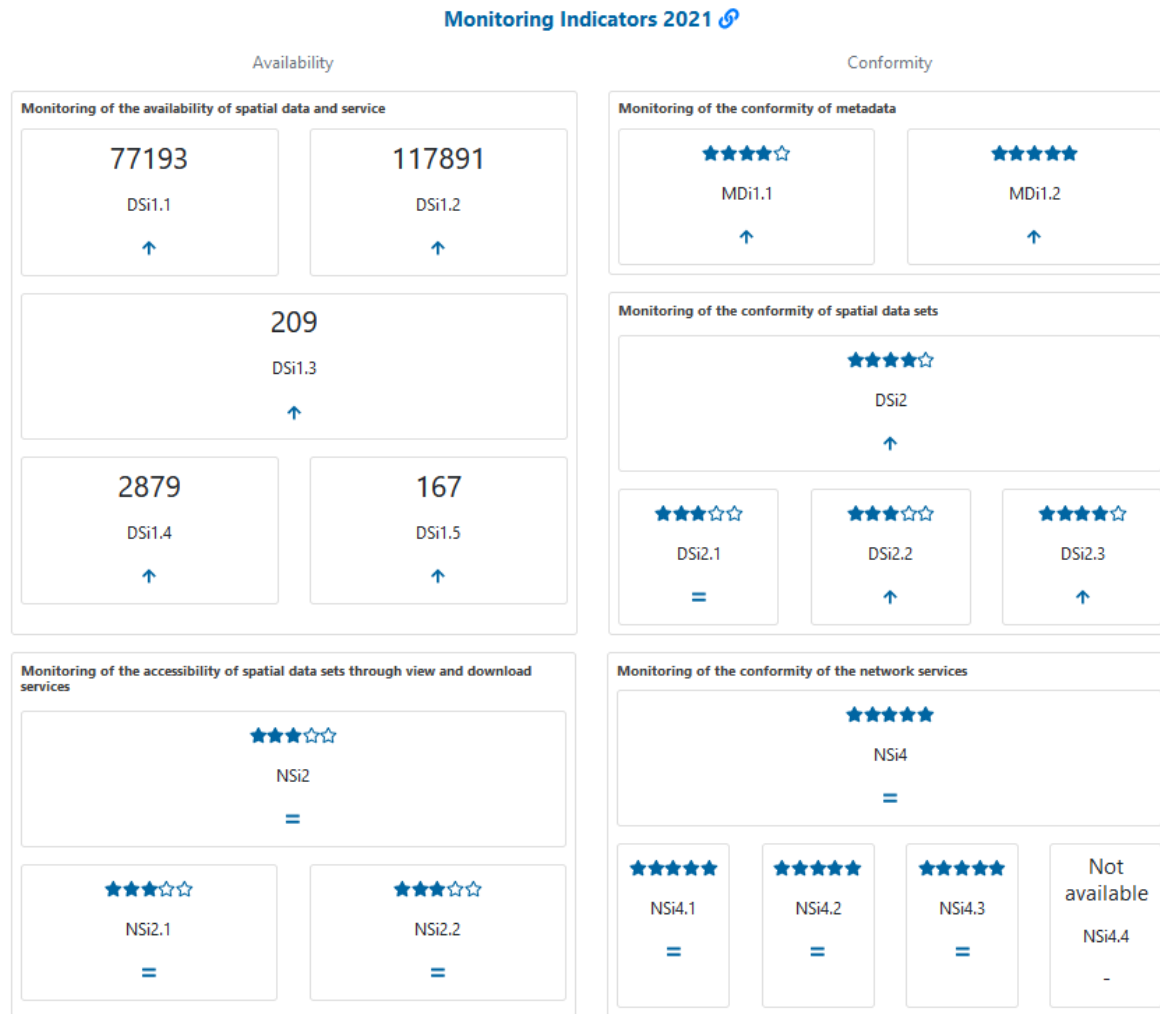 Monitoring Indicators 2021
Availability
Monitoring of the availability of spatial data and service
77193
DSi1.1
↑
117891
DSi1.2
↑
209
DSi1.3
↑
2879
DSi1.4
↑
167
DSi1.5
↑
Monitoring of the accessibility of spatial data sets through view and download
services
★★★☆☆
NSi2
=
★★★☆☆
NSi2.1
=
★★★☆☆
NSi2.2
=
Conformity
Monitoring of the conformity of metadata
★★★★☆
MDi1.1
↑
★★★★★
MDi1.2
↑
Monitoring of the conformity of spatial data sets
★★★★☆
DSi2
↑
★★★☆☆
DSi2.1
=
★★★☆☆
DSi2.2
↑
★★★★☆
DSi2.3
↑
Monitoring of the conformity of the network services
★★★★★
NSi4
=
★★★★★
NSi4.1
=
★★★★★
NSi4.2
=
★★★★★
NSi4.3
=
Not
available
NSi4.4
-